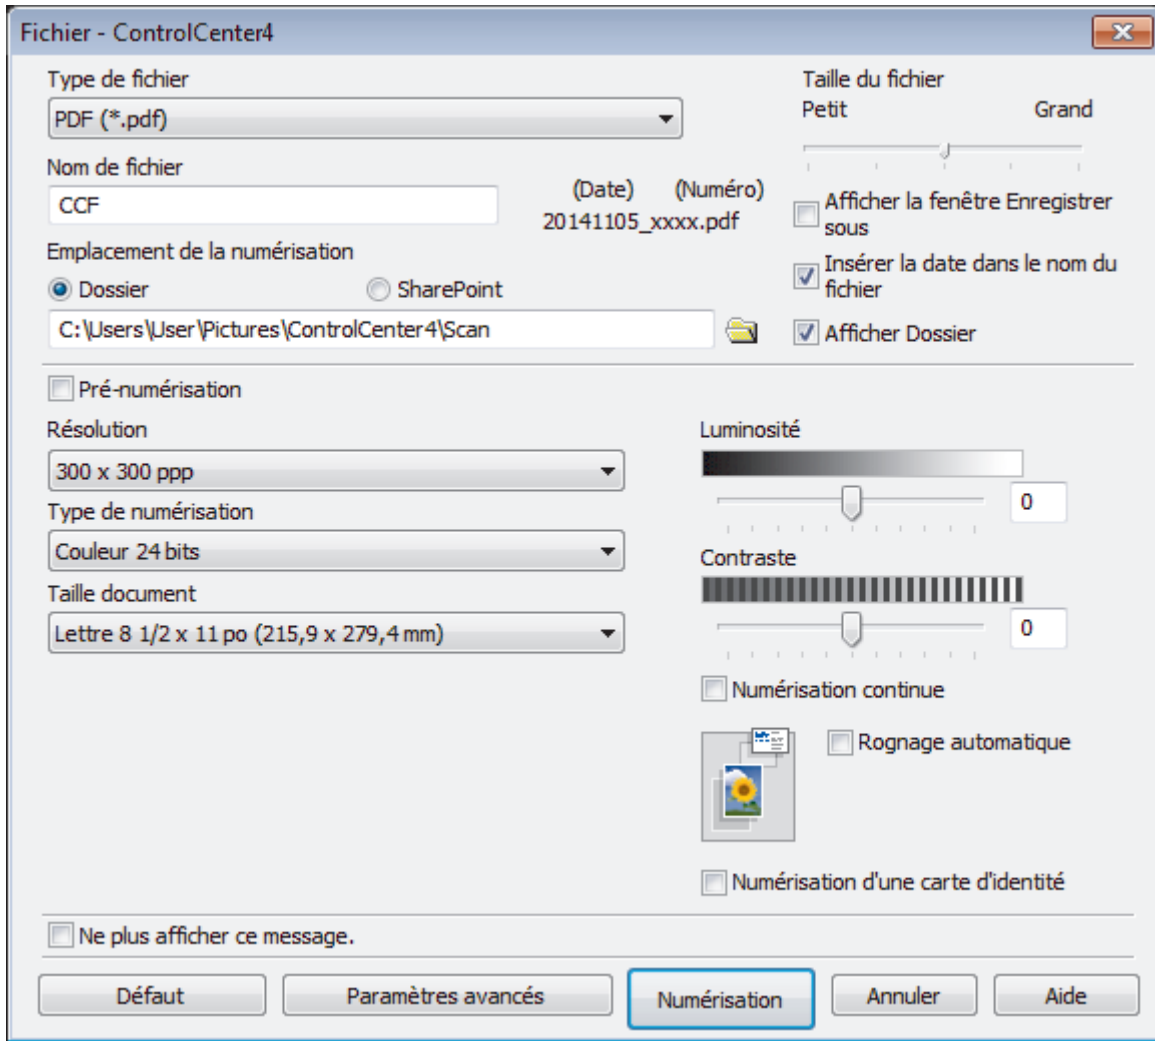 Fichier - ControlCenter4
Type de fichier
PDF (*.pdf)
Taille du fichier
Petit Grand
Nom de fichier
CCF
(Date) (Numéro)
20141105_xxxx.pdf
Afficher la fenêtre Enregistrer
sous
Emplacement de la numérisation
Dossier SharePoint
Insérer la date dans le nom du
fichier
C:\Users\User\Pictures\ControlCenter4\Scan
Afficher Dossier
Pré-numérisation
Résolution
300 x 300 ppp
Type de numérisation
Couleur 24 bits
Taille document
Lettre 8 1/2 x 11 po (215,9 x 279,4 mm)
Luminosité
0
Contraste
0
Numérisation continue
Rognage automatique
Numérisation d'une carte d'identité
Ne plus afficher ce message.
Défaut Paramètres avancés Numérisation Annuler Aide